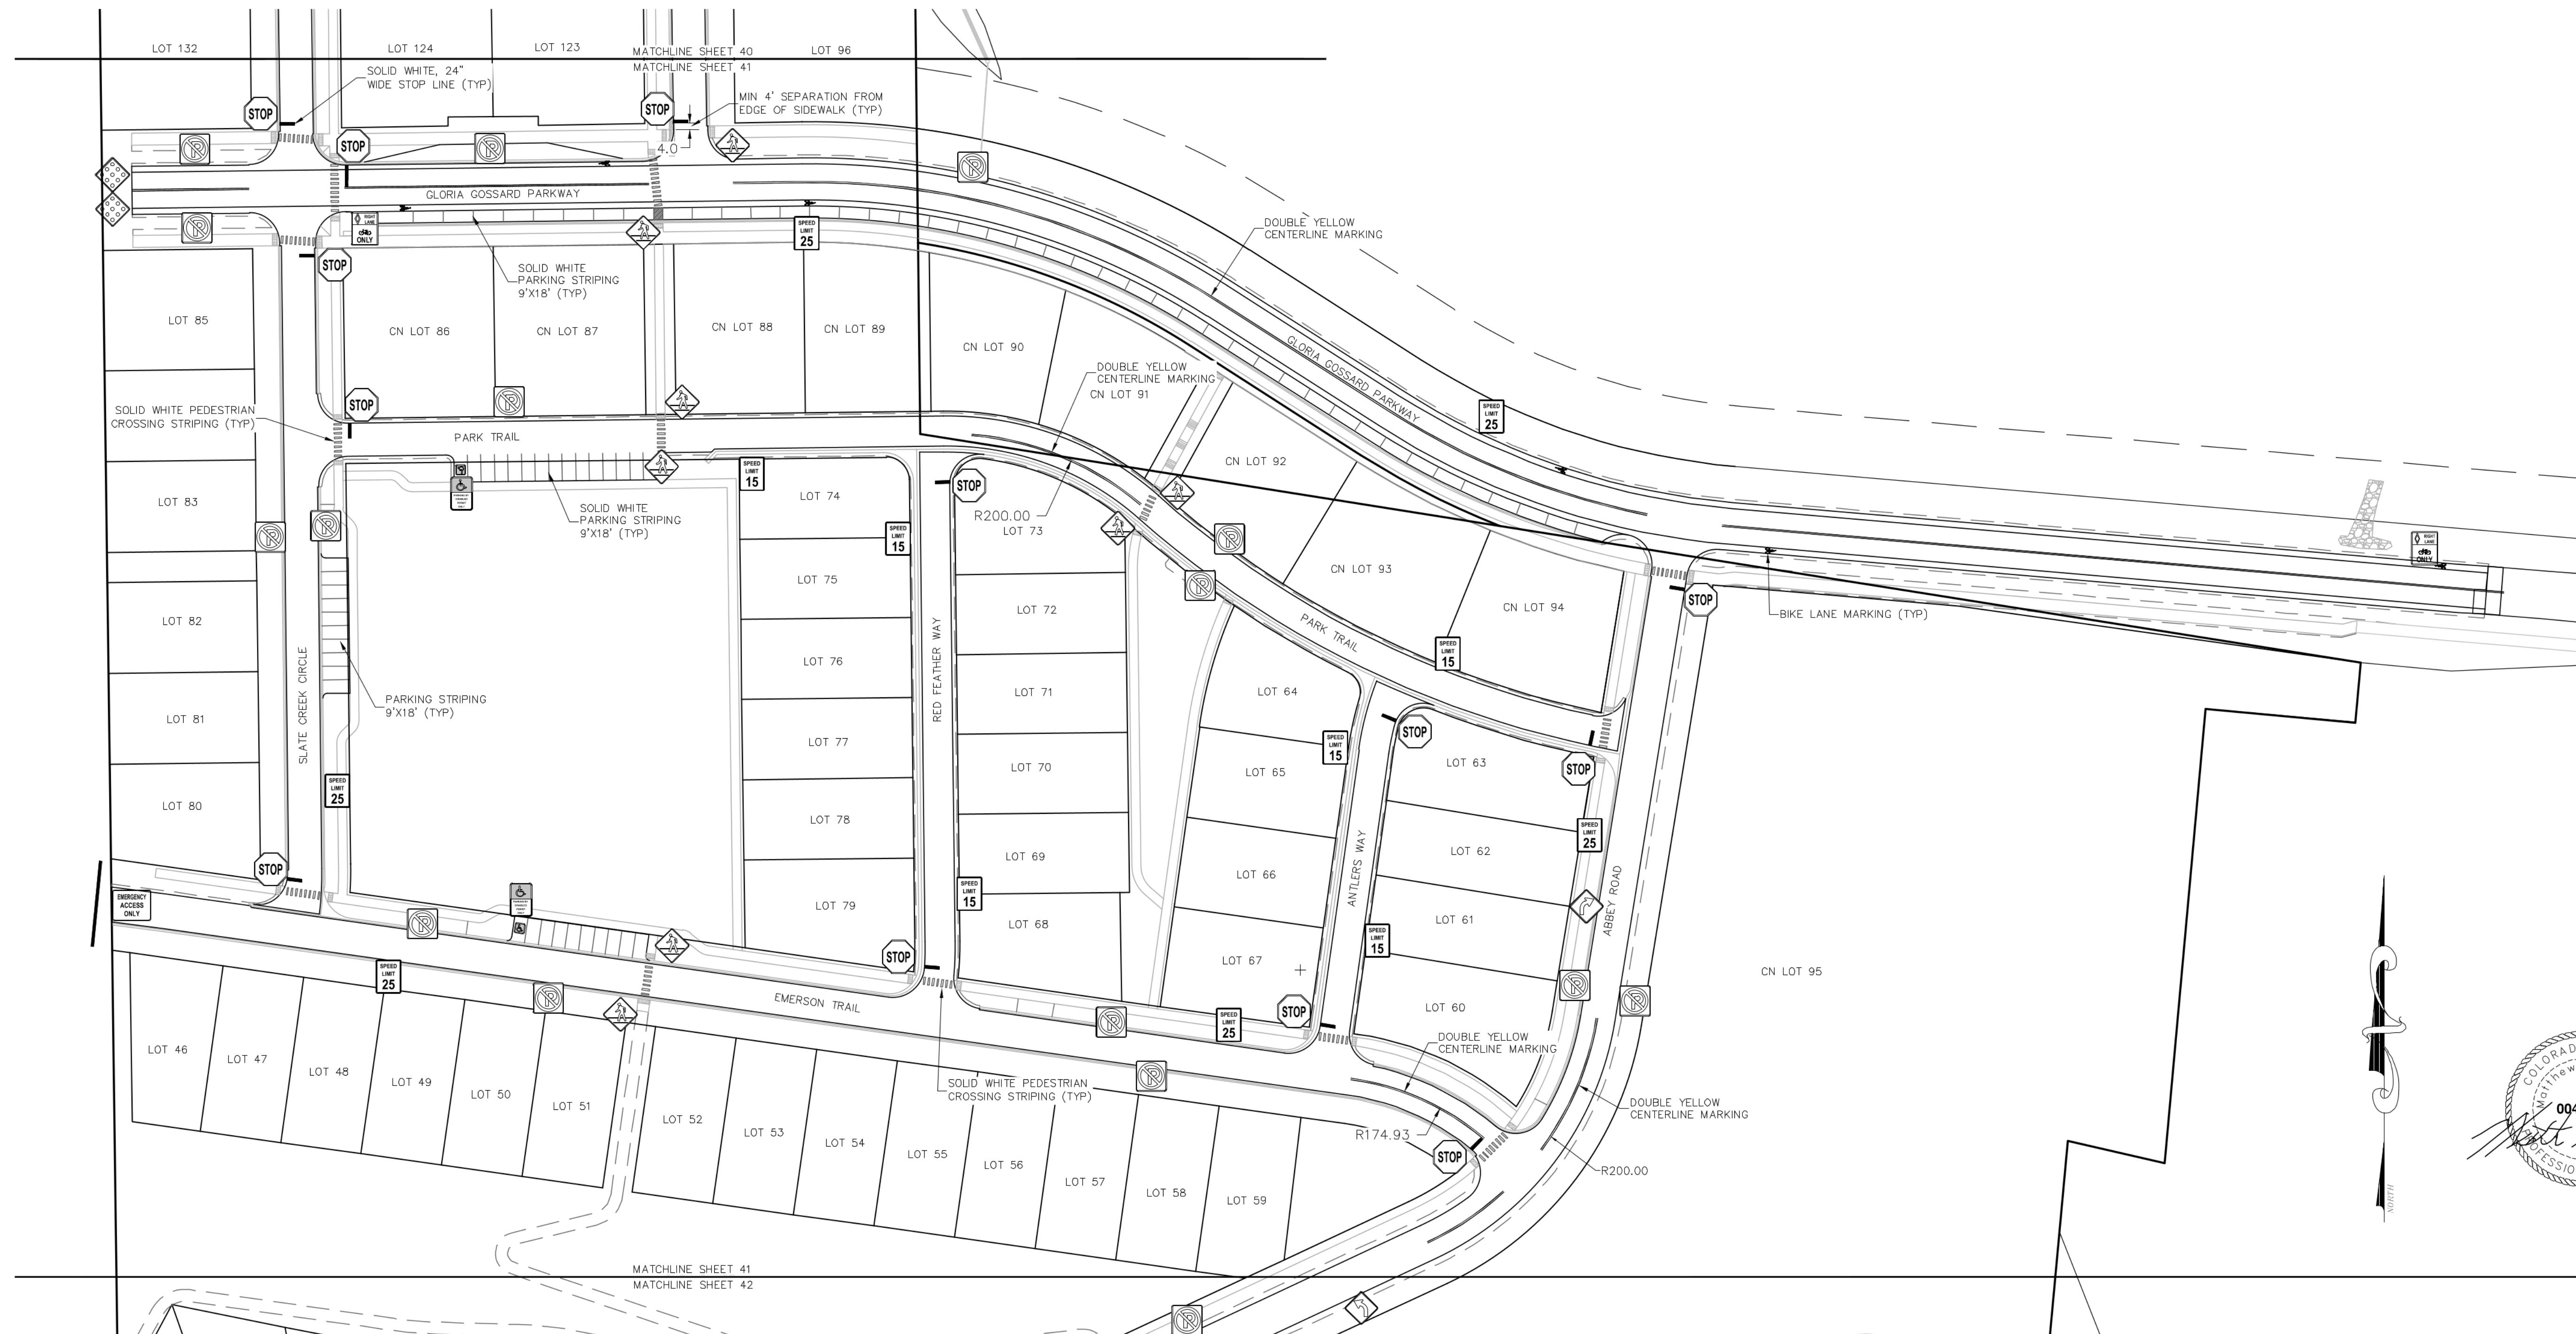 LOT 132
LOT 124
LOT 123
MATCHLINE SHEET 40
MATCHLINE SHEET 41
LOT 96
SOLID WHITE, 24"
WIDE STOP LINE (TYP)
MIN 4' SEPARATION FROM
EDGE OF SIDEWALK (TYP)
STOP
STOP
STOP
4.0
GLORIA GOSSARD PARKWAY
RIGHT
LANE
ONLY
SPEED
LIMIT
25
DOUBLE YELLOW
CENTERLINE MARKING
STOP
SOLID WHITE
PARKING STRIPING
9'X18' (TYP)
LOT 85
CN LOT 86
CN LOT 87
CN LOT 88
CN LOT 89
CN LOT 90
GLORIA GOSSARD PARKWAY
DOUBLE YELLOW
CENTERLINE MARKING
CN LOT 91
SPEED
LIMIT
25
SOLID WHITE PEDESTRIAN
CROSSING STRIPING (TYP)
STOP
PARK TRAIL
CN LOT 92
SPEED
LIMIT
15
LOT 74
STOP
R200.00
LOT 73
LOT 83
SOLID WHITE
PARKING STRIPING
9'X18' (TYP)
SPEED
LIMIT
15
CN LOT 93
RIGHT
LANE
ONLY
LOT 75
LOT 72
CN LOT 94
STOP
BIKE LANE MARKING (TYP)
LOT 82
PARK TRAIL
SPEED
LIMIT
15
LOT 76
RED FEATHER WAY
LOT 71
LOT 64
SLATE CREEK CIRCLE
PARKING STRIPING
9'X18' (TYP)
LOT 81
LOT 77
LOT 70
STOP
SPEED
LIMIT
15
LOT 65
LOT 63
STOP
LOT 80
SPEED
LIMIT
25
LOT 78
LOT 69
LOT 62
SPEED
LIMIT
25
STOP
LOT 66
ANTLERS WAY
ABBEY ROAD
EMERGENCY
ACCESS
ONLY
LOT 79
SPEED
LIMIT
15
LOT 68
LOT 61
SPEED
LIMIT
15
STOP
LOT 67
CN LOT 95
SPEED
LIMIT
25
EMERSON TRAIL
SPEED
LIMIT
25
STOP
LOT 60
LOT 46
LOT 47
LOT 48
LOT 49
LOT 50
LOT 51
DOUBLE YELLOW
CENTERLINE MARKING
SOLID WHITE PEDESTRIAN
CROSSING STRIPING (TYP)
DOUBLE YELLOW
CENTERLINE MARKING
LOT 52
LOT 53
LOT 54
LOT 55
LOT 56
LOT 57
LOT 58
LOT 59
R174.93
STOP
R200.00
NORTH
MATCHLINE SHEET 41
MATCHLINE SHEET 42